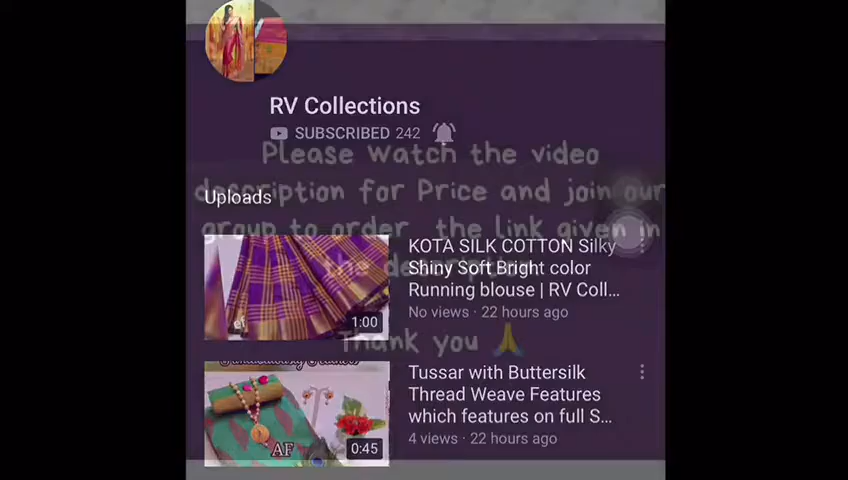 RV Collections
SUBSCRIBED 242
Please Watch the video
description for Price and join our
Uploads
group to order the link given in
the description
KOTA SILK COTTON Silky
Shiny Soft Bright color
Running blouse | RV Coll...
No views · 22 hours ago
1:00
Thank you 🙏
Tussar with Buttersilk
Thread Weave Features
which features on full S...
4 views · 22 hours ago
AF
0:45